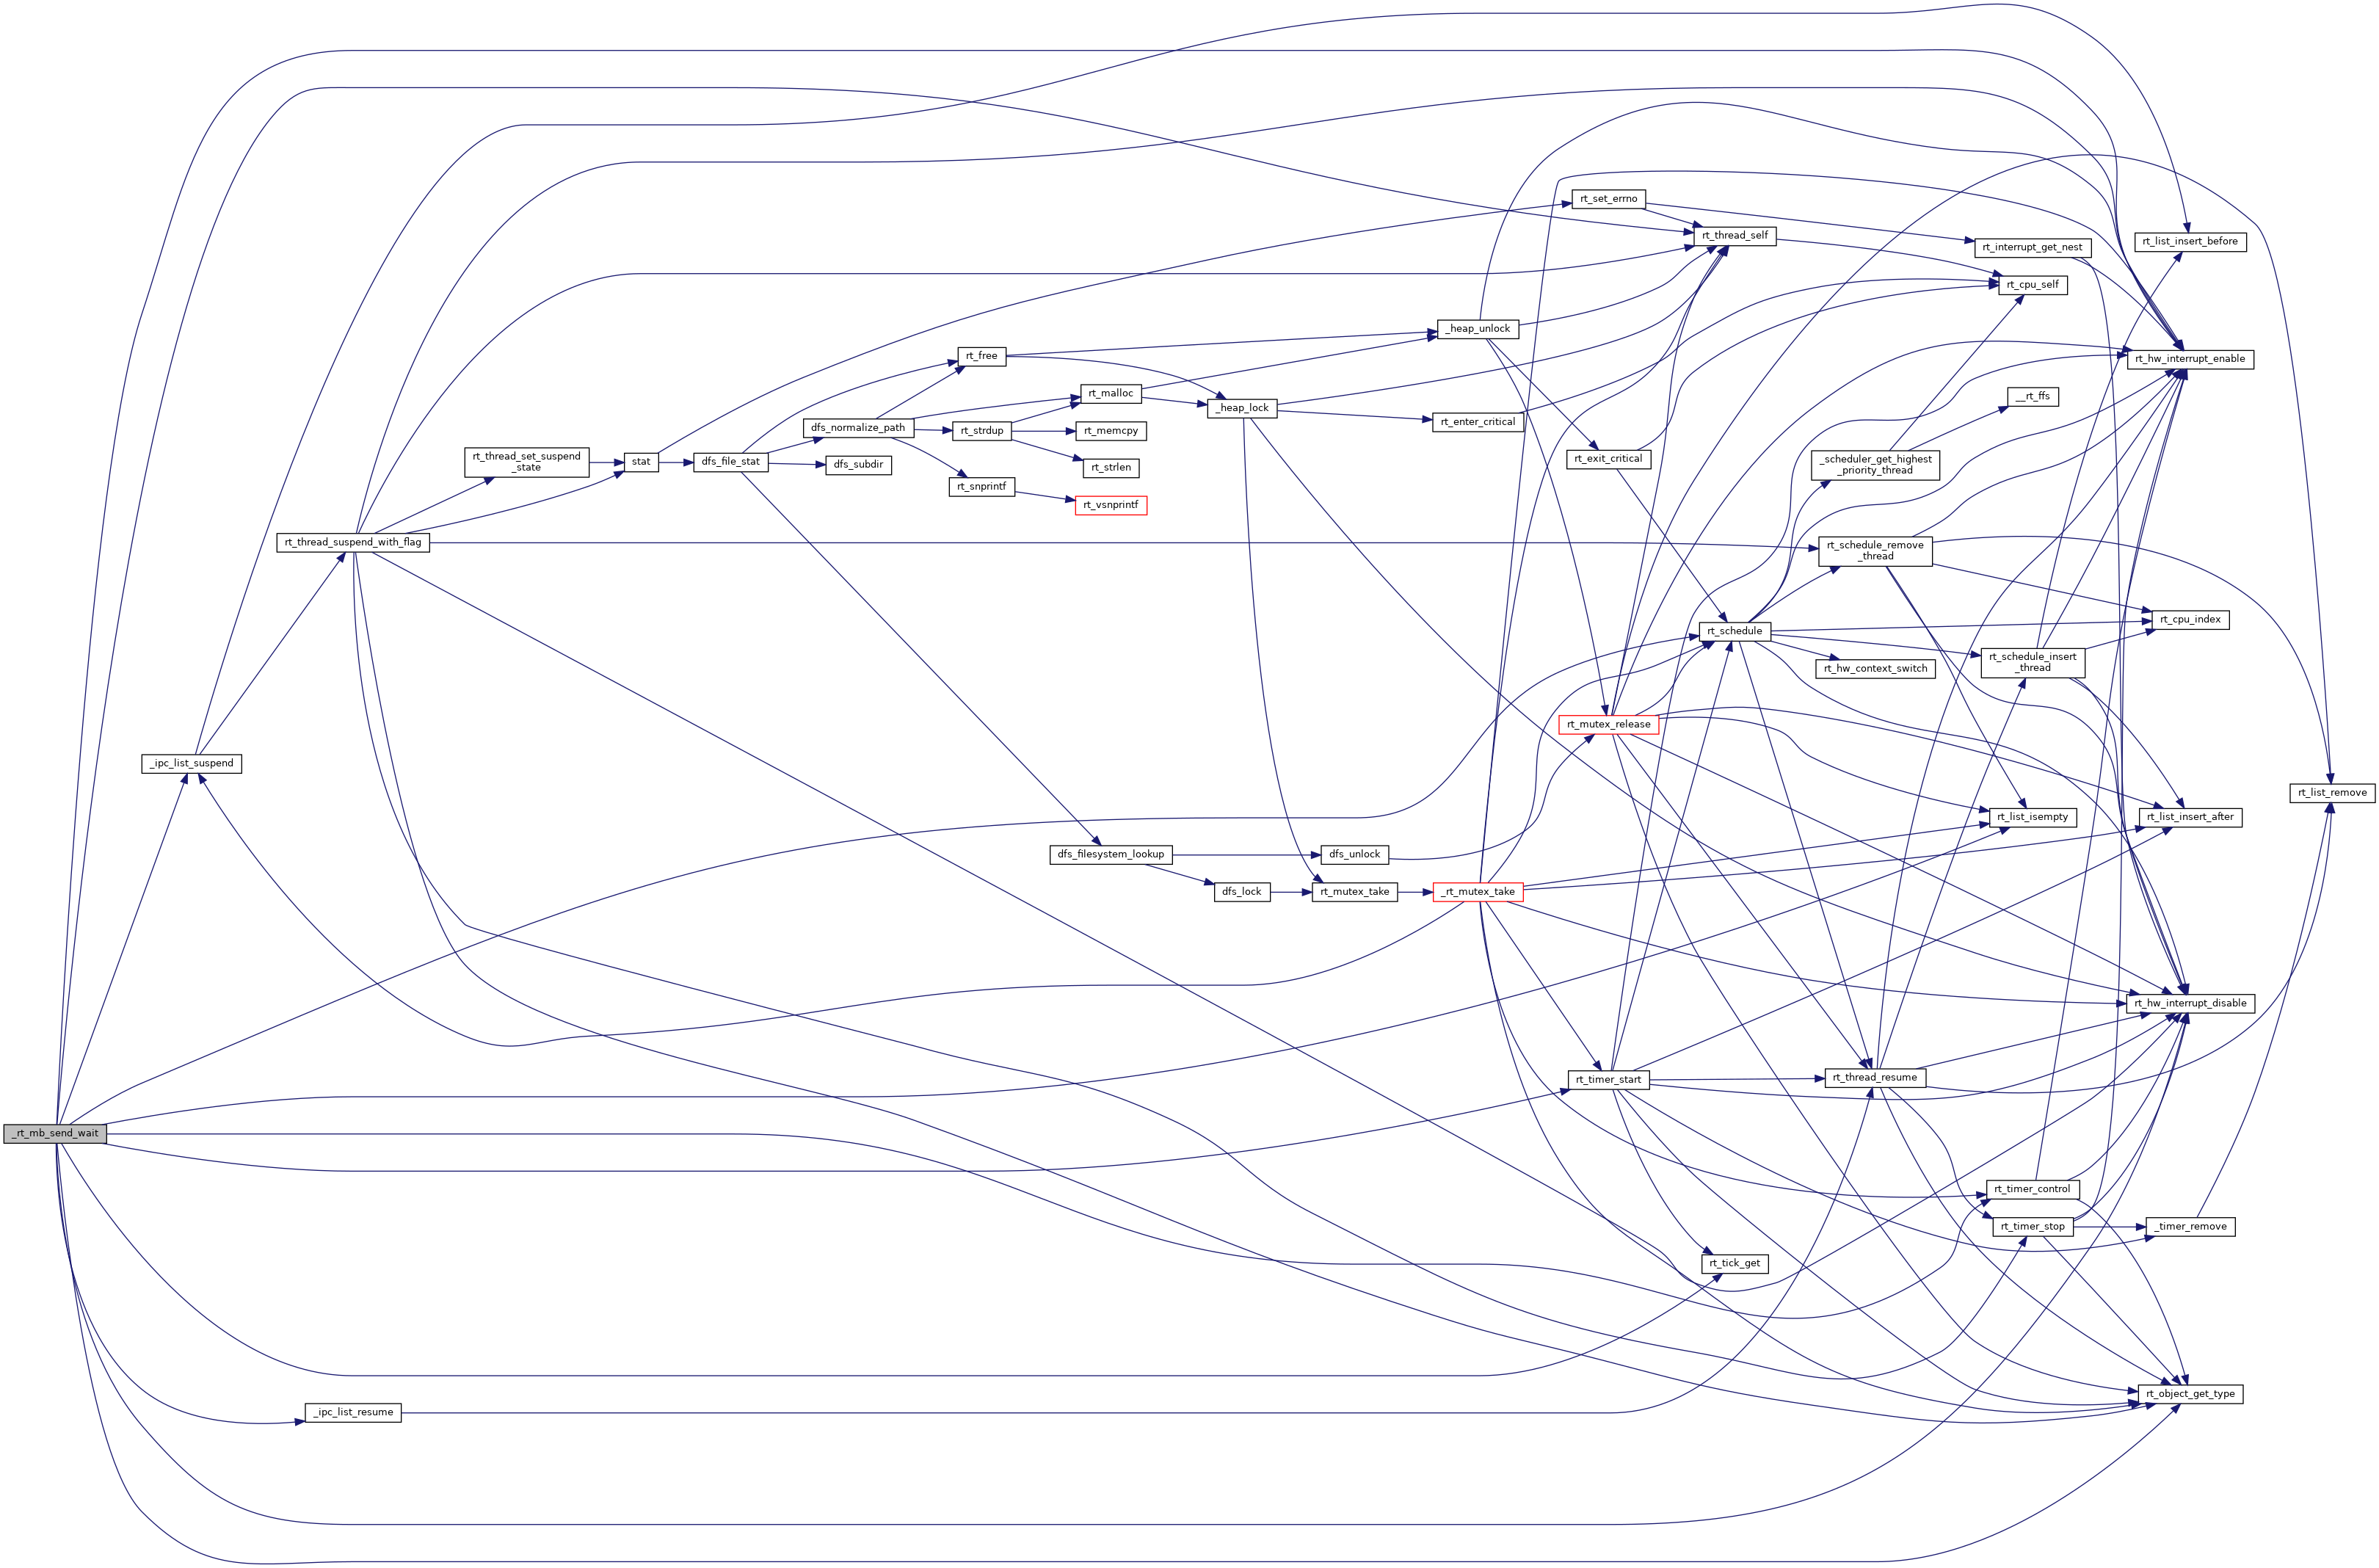 rt_set_errno
rt_thread_self
rt_list_insert_before
rt_interrupt_get_nest
rt_cpu_self
_heap_unlock
rt_free
rt_hw_interrupt_enable
rt_malloc
__rt_ffs
_heap_lock
rt_enter_critical
dfs_normalize_path
rt_strdup
rt_memcpy
rt_thread_set_suspend
_state
stat
dfs_file_stat
dfs_subdir
rt_strlen
rt_exit_critical
_scheduler_get_highest
_priority_thread
rt_snprintf
rt_vsnprintf
rt_thread_suspend_with_flag
rt_schedule_remove
_thread
rt_cpu_index
rt_schedule
rt_schedule_insert
_thread
rt_hw_context_switch
rt_mutex_release
_ipc_list_suspend
rt_list_remove
rt_list_isempty
rt_list_insert_after
dfs_filesystem_lookup
dfs_unlock
dfs_lock
rt_mutex_take
_rt_mutex_take
rt_hw_interrupt_disable
rt_timer_start
rt_thread_resume
_rt_mb_send_wait
rt_timer_control
rt_timer_stop
_timer_remove
rt_tick_get
rt_object_get_type
_ipc_list_resume